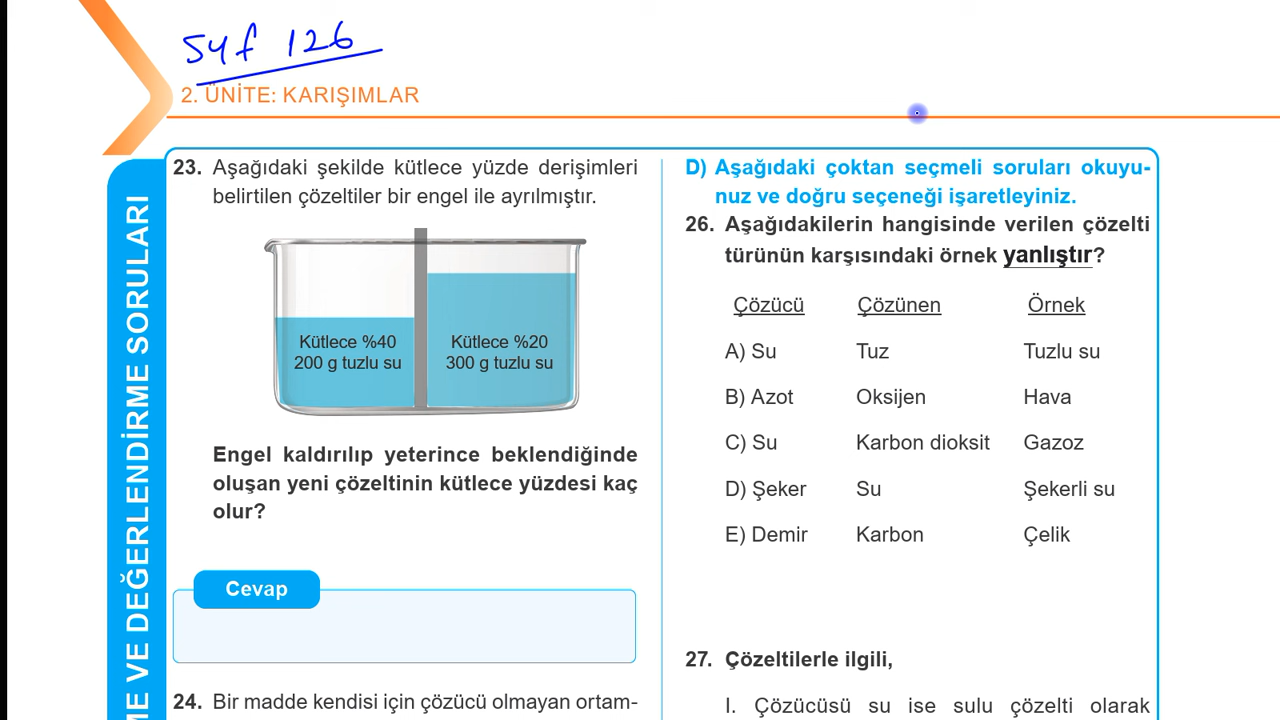 Syf 126
2. ÜNİTE: KARIŞIMLAR
ME VE DEĞERLENDİRME SORULARI
23. Aşağıdaki şekilde kütlece yüzde derişimleri
belirtilen çözeltiler bir engel ile ayrılmıştır.
Kütlece %40
200 g tuzlu su
Kütlece %20
300 g tuzlu su
Engel kaldırılıp yeterince beklendiğinde
oluşan yeni çözeltinin kütlece yüzdesi kaç
olur?
Cevap
24. Bir madde kendisi için çözücü olmayan ortam-
D) Aşağıdaki çoktan seçmeli soruları okuyu-
nuz ve doğru seçeneği işaretleyiniz.
26. Aşağıdakilerin hangisinde verilen çözelti
türünün karşısındaki örnek yanlıştır?
Çözücü Çözünen Örnek
A) Su Tuz Tuzlu su
B) Azot Oksijen Hava
C) Su Karbon dioksit Gazoz
D) Şeker Su Şekerli su
E) Demir Karbon Çelik
27. Çözeltilerle ilgili,
I. Çözücüsü su ise sulu çözelti olarak